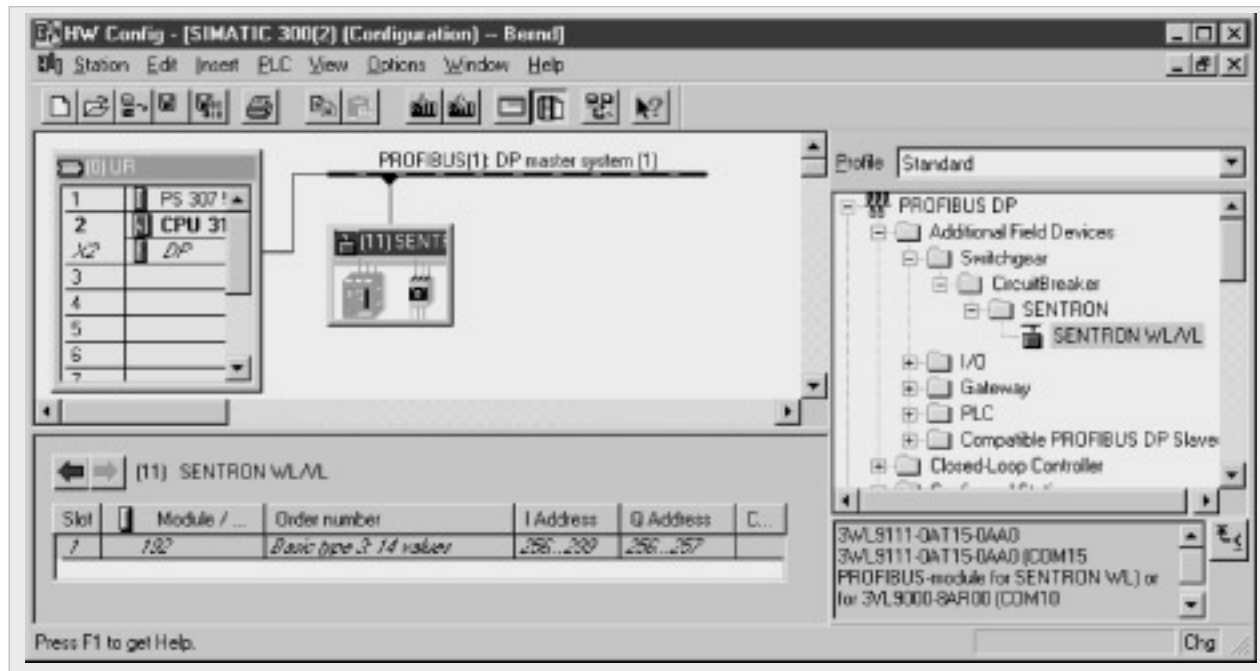 HW Config - [SIMATIC 300(2) (Configuration) -- Bernd]
Station Edit Insert PLC View Options Window Help
(0) UR
1 PS 307 5
2 CPU 31
X2 DP
3
4
5
6
7
PROFIBUS(1): DP master system (1)
(11) SENT
Profile Standard
PROFIBUS DP
Additional Field Devices
Switchgear
CircuitBreaker
SENTRON
SENTRON WL/VL
I/O
Gateway
PLC
Compatible PROFIBUS DP Slave
Closed-Loop Controller
(11) SENTRON WL/VL
Slot Module / ... Order number I Address Q Address C...
1 192 Basic type 3: 14 values 256...299 256...257
3WL9111-0AT15-0AA0
3WL9111-0AT15-0AA0 (COM15
PROFIBUS-module for SENTRON WL) or
for 3VL9000-8AR00 (COM10
Press F1 to get Help.
Chg